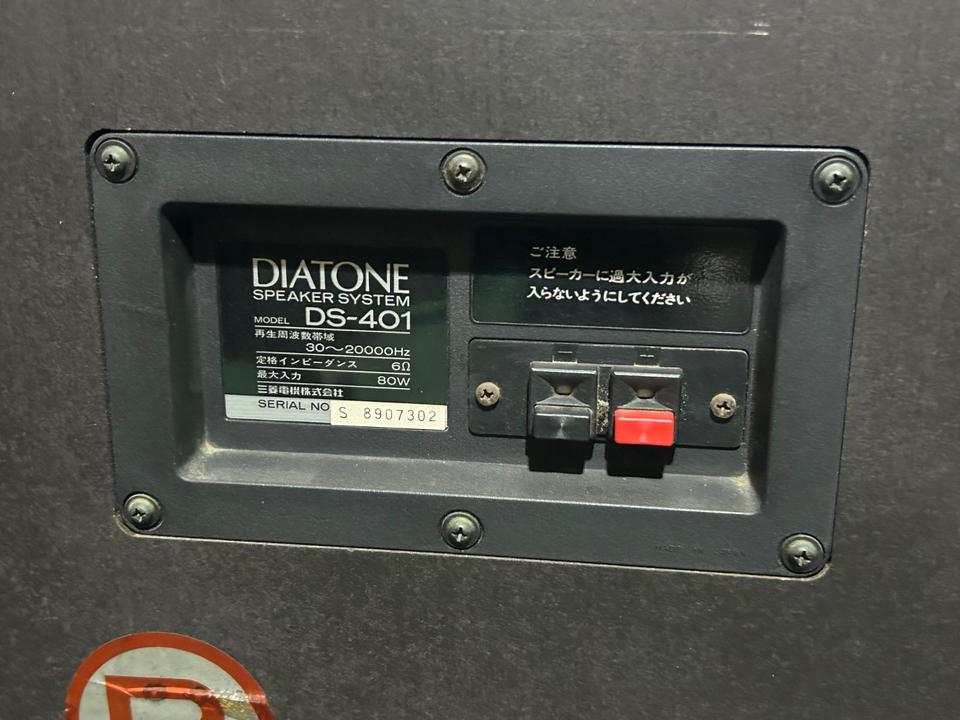 DIATONE
SPEAKER SYSTEM
MODEL DS-401
再生周波数帯域
30〜20000Hz
定格インピーダンス 6Ω
最大入力 80W
三菱電機株式会社
SERIAL NO S 8907302
ご注意
スピーカーに過大入力が
入らないようにしてください
MADE IN JAPAN
R